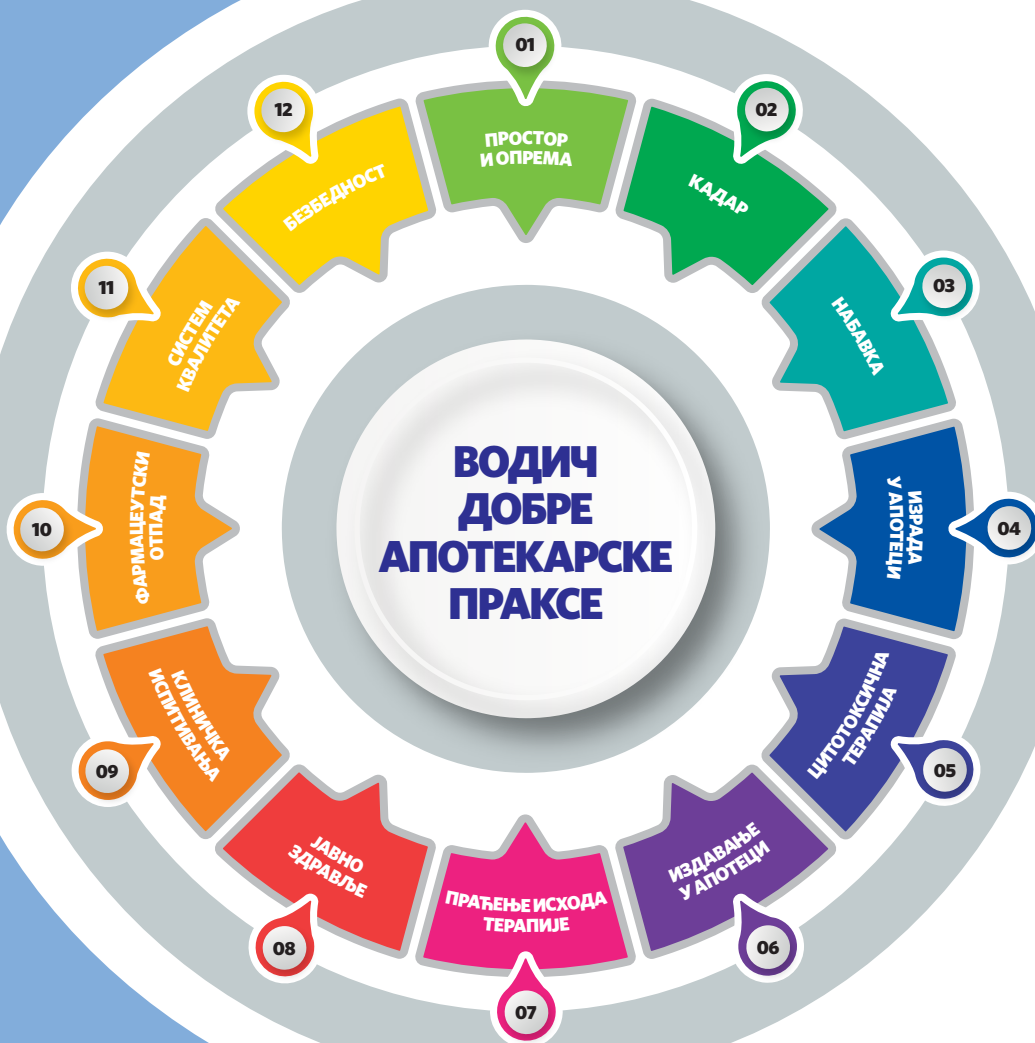 ВОДИЧ
ДОБРЕ
АПОТЕКАРСКЕ
ПРАКСЕ
01
ПРОСТОР
И ОПРЕМА
02
КАДАР
03
НАБАВКА
04
ИЗРАДА
У АПОТЕЦИ
05
ЦИТОТОКСИЧНА
ТЕРАПИЈА
06
ИЗДАВАЊЕ
У АПОТЕЦИ
07
ПРАЋЕЊЕ ИСХОДА
ТЕРАПИЈЕ
08
ЈАВНО
ЗДРАВЉЕ
09
КЛИНИЧКА
ИСПИТИВАЊА
10
ФАРМАЦЕУТСКИ
ОТПАД
11
СИСТЕМ
КВАЛИТЕТА
12
БЕЗБЕДНОСТ